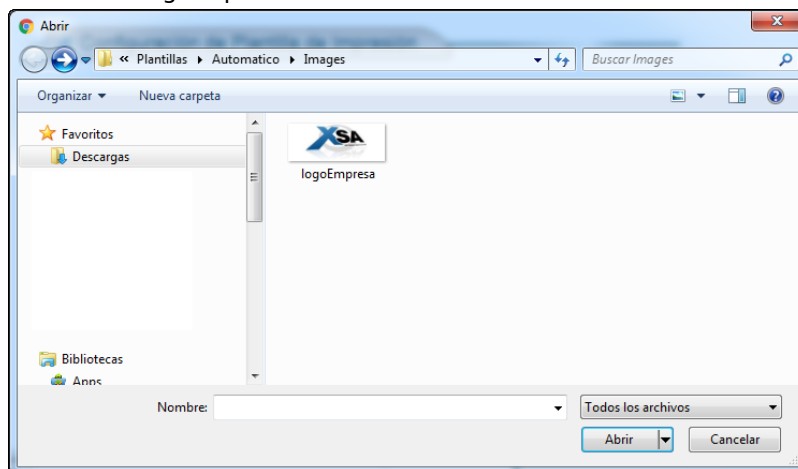 Abrir
« Plantillas Automatico Images
Buscar Images
Organizar
Nueva carpeta
Favoritos
Descargas
Bibliotecas
Apps
XSA
logoEmpresa
Nombre:
Todos los archivos
Abrir
Cancelar